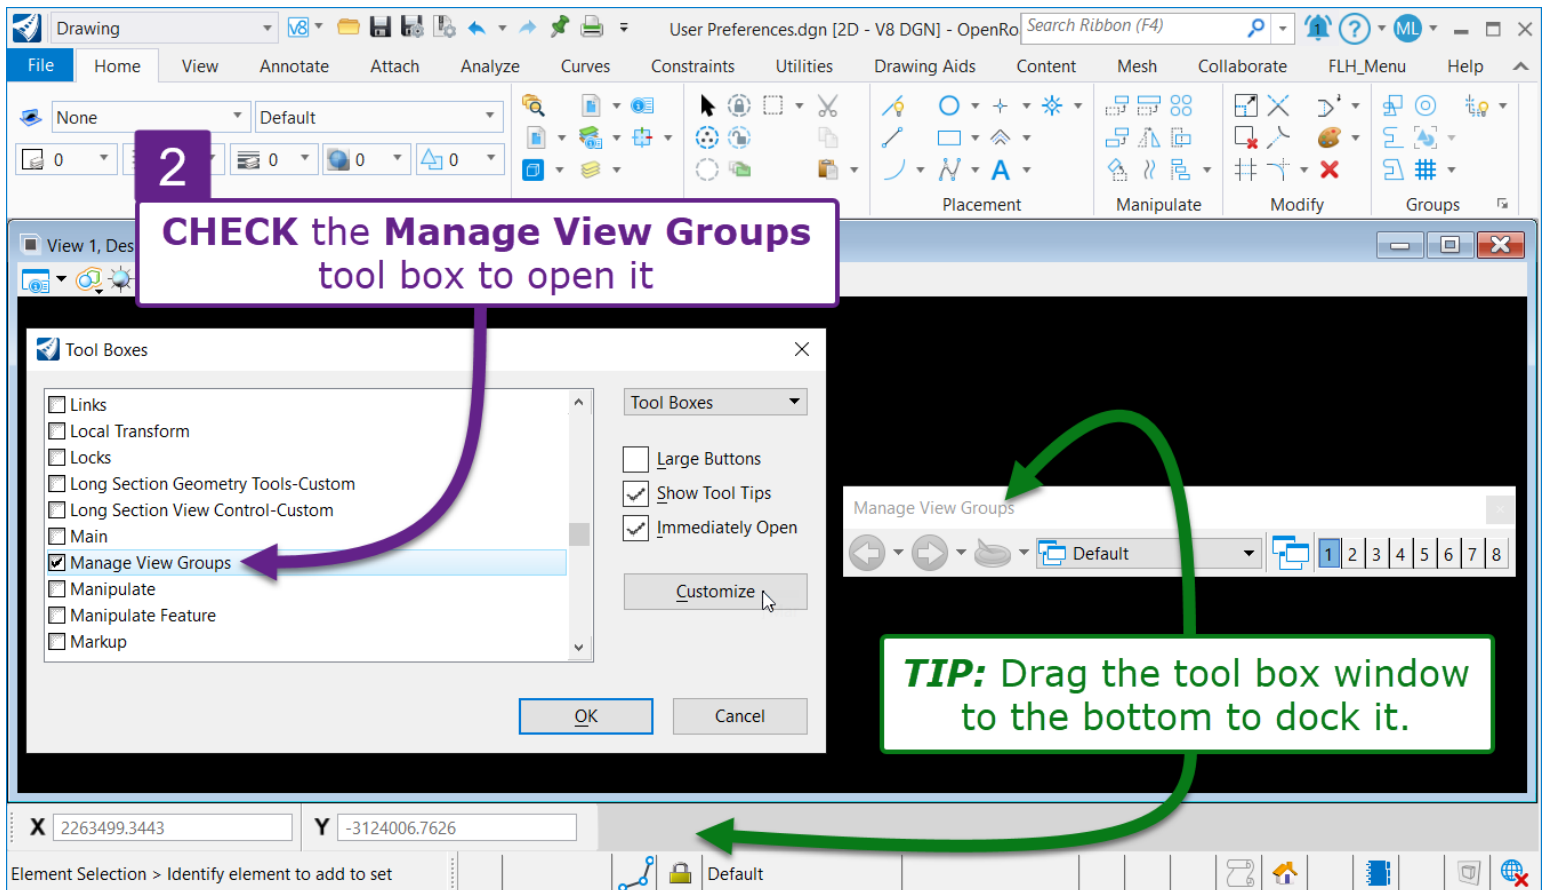 Drawing
User Preferences.dgn [2D - V8 DGN] - OpenRo
Search Ribbon (F4)
1
?
ML
File Home View Annotate Attach Analyze Curves Constraints Utilities Drawing Aids Content Mesh Collaborate FLH_Menu Help
None
Default
0
0
0
0
2
Placement
Manipulate
Modify
Groups
CHECK the Manage View Groups
tool box to open it
View 1, Des
Tool Boxes
Links
Local Transform
Locks
Long Section Geometry Tools-Custom
Long Section View Control-Custom
Main
Manage View Groups
Manipulate
Manipulate Feature
Markup
Tool Boxes
Large Buttons
Show Tool Tips
Immediately Open
Customize
OK
Cancel
Manage View Groups
Default
1 2 3 4 5 6 7 8
TIP: Drag the tool box window
to the bottom to dock it.
X 2263499.3443
Y -3124006.7626
Element Selection > Identify element to add to set
Default